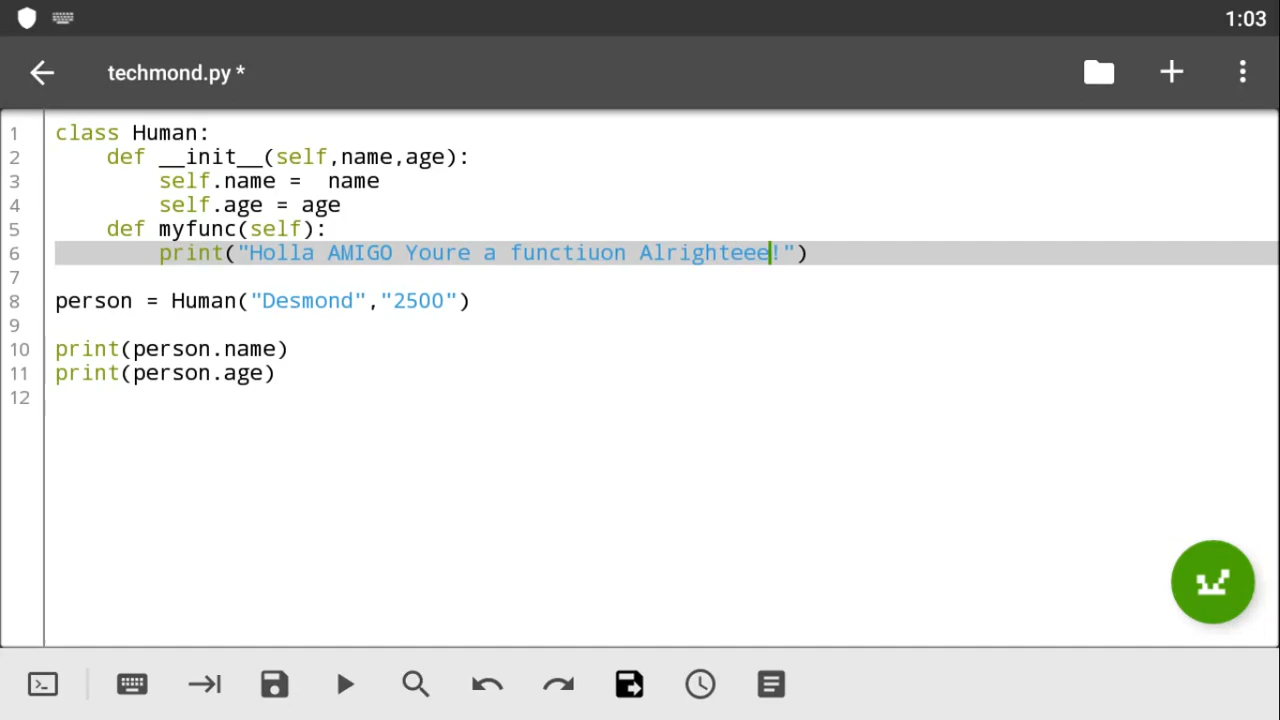 1:03
techmond.py *
1 class Human:
2     def __init__(self,name,age):
3         self.name =  name
4         self.age = age
5     def myfunc(self):
6         print("Holla AMIGO Youre a functiuon Alrighteee!")
7
8 person = Human("Desmond","2500")
9
10 print(person.name)
11 print(person.age)
12